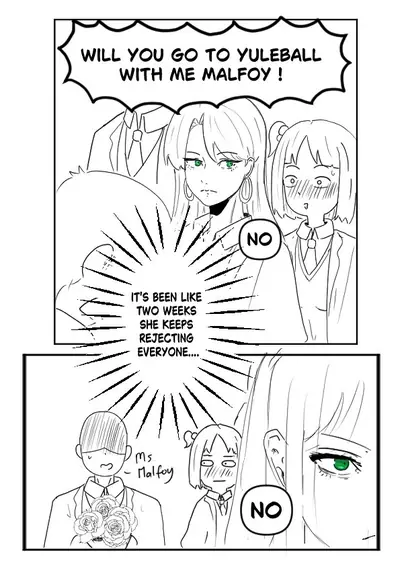 WILL YOU GO TO YULEBALL
WITH ME MALFOY !
NO
IT'S BEEN LIKE
TWO WEEKS
SHE KEEPS
REJECTING
EVERYONE....
Ms.
Malfoy
NO